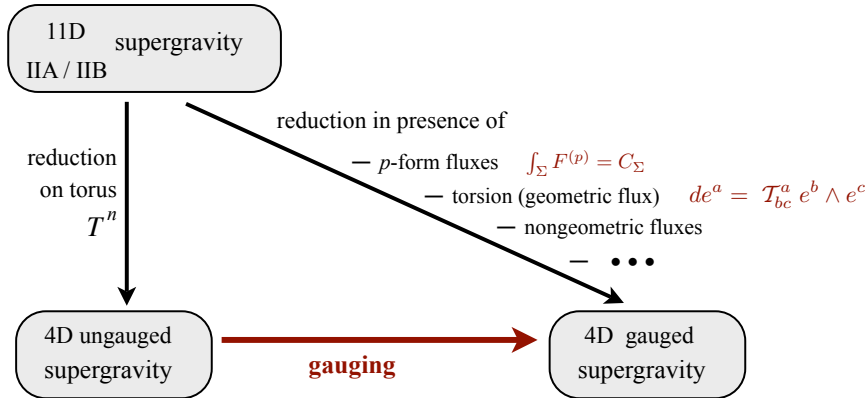 11D
IIA / IIB
supergravity
reduction
on torus
Tⁿ
reduction in presence of
– p-form fluxes ∫_Σ F^(p) = C_Σ
– torsion (geometric flux) de^a = 𝒯^a_bc e^b ∧ e^c
– nongeometric fluxes
– •••
4D ungauged
supergravity
gauging
4D gauged
supergravity